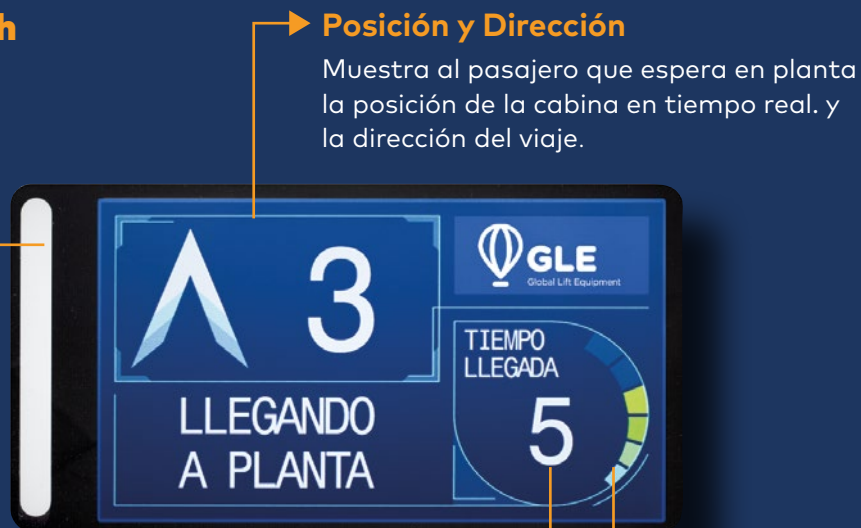 h
Posición y Dirección
Muestra al pasajero que espera en planta
la posición de la cabina en tiempo real. y
la dirección del viaje.
3
GLE
Global Lift Equipment
TIEMPO
LLEGADA
5
LLEGANDO
A PLANTA